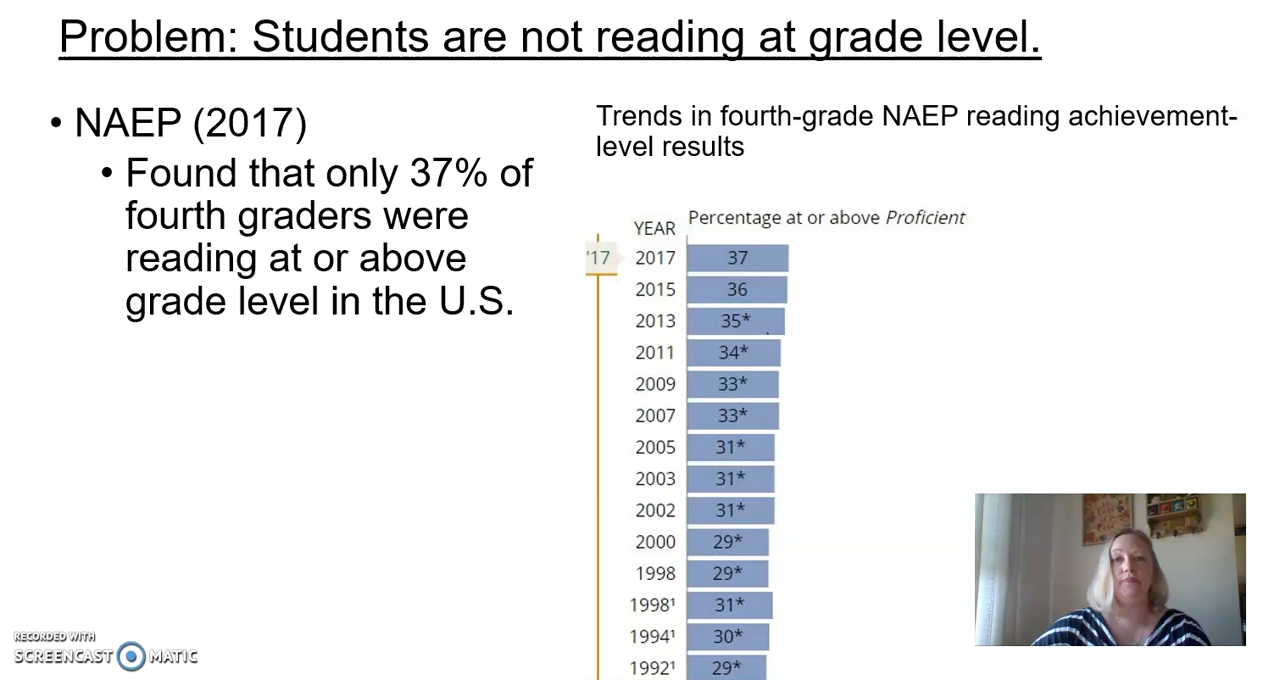 Problem: Students are not reading at grade level.
• NAEP (2017)
• Found that only 37% of
fourth graders were
reading at or above
grade level in the U.S.
Trends in fourth-grade NAEP reading achievement-
level results
YEAR Percentage at or above Proficient
'17 2017 37
2015 36
2013 35*
2011 34*
2009 33*
2007 33*
2005 31*
2003 31*
2002 31*
2000 29*
1998 29*
1998¹ 31*
1994¹ 30*
1992¹ 29*
RECORDED WITH
SCREENCAST MATIC